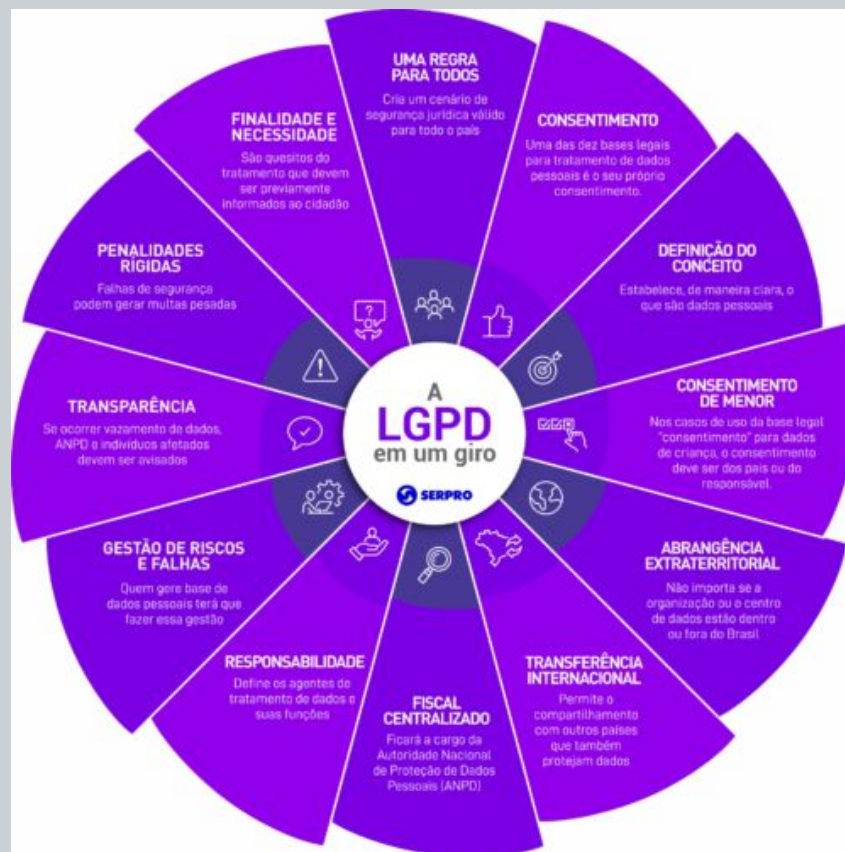 UMA REGRA
PARA TODOS
Cria um cenário de
segurança jurídica válido
para todo o país
CONSENTIMENTO
Uma das dez bases legais
para tratamento de dados
pessoais é o seu próprio
consentimento.
DEFINIÇÃO DO
CONCEITO
Estabelece, de maneira clara, o
que são dados pessoais
CONSENTIMENTO
DE MENOR
Nos casos de uso da base legal
"consentimento" para dados
de criança, o consentimento
deve ser dos pais ou do
responsável.
ABRANGÊNCIA
EXTRATERRITORIAL
Não importa se a
organização ou o centro
de dados estão dentro
ou fora do Brasil
TRANSFERÊNCIA
INTERNACIONAL
Permite o
compartilhamento
com outros países
que também
protejam dados
FISCAL
CENTRALIZADO
Ficará a cargo da
Autoridade Nacional
de Proteção de Dados
Pessoais (ANPD)
RESPONSABILIDADE
Define os agentes de
tratamento de dados e
suas funções
GESTÃO DE RISCOS
E FALHAS
Quem gere base de
dados pessoais terá que
fazer essa gestão
TRANSPARÊNCIA
Se ocorrer vazamento de dados,
ANPD e indivíduos afetados
devem ser avisados
PENALIDADES
RÍGIDAS
Falhas de segurança
podem gerar multas pesadas
FINALIDADE E
NECESSIDADE
São quesitos do
tratamento que devem
ser previamente
informados ao cidadão
A
LGPD
em um giro
SERPRO